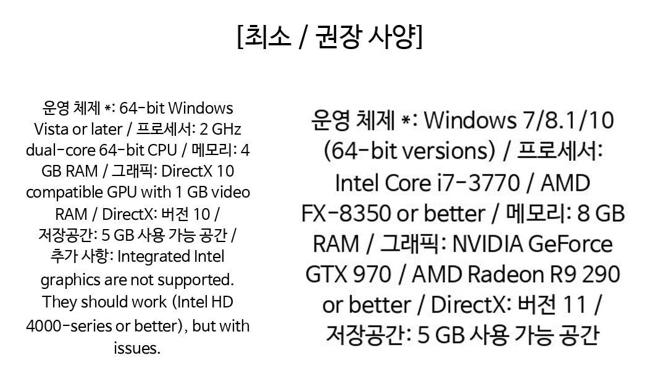 [최소 / 권장 사양]
운영 체제 *: 64-bit Windows
Vista or later / 프로세서: 2 GHz
dual-core 64-bit CPU / 메모리: 4
GB RAM / 그래픽: DirectX 10
compatible GPU with 1 GB video
RAM / DirectX: 버전 10 /
저장공간: 5 GB 사용 가능 공간 /
추가 사항: Integrated Intel
graphics are not supported.
They should work (Intel HD
4000-series or better), but with
issues.
운영 체제 *: Windows 7/8.1/10
(64-bit versions) / 프로세서:
Intel Core i7-3770 / AMD
FX-8350 or better / 메모리: 8 GB
RAM / 그래픽: NVIDIA GeForce
GTX 970 / AMD Radeon R9 290
or better / DirectX: 버전 11 /
저장공간: 5 GB 사용 가능 공간